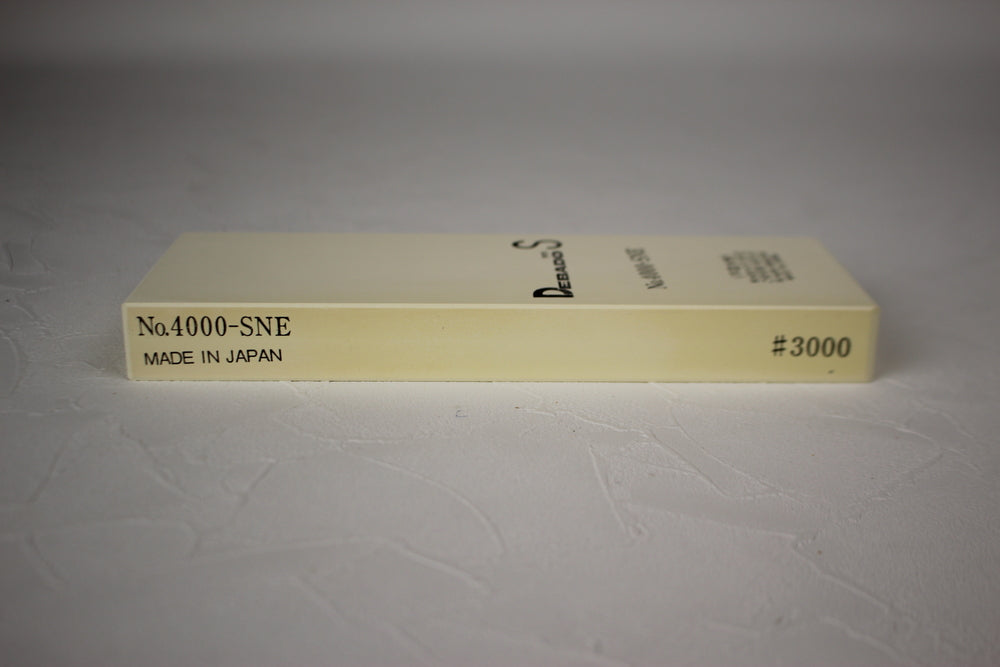 DEBADO S
No.4000-SNE
No.4000-SNE
MADE IN JAPAN
#3000